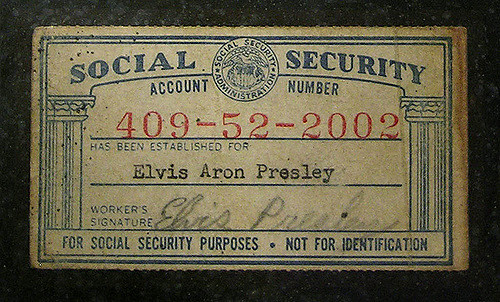 SOCIAL SECURITY
SOCIAL SECURITY ADMINISTRATION
ACCOUNT NUMBER
409-52-2002
HAS BEEN ESTABLISHED FOR
Elvis Aron Presley
WORKER'S
SIGNATURE Elvis Presley
FOR SOCIAL SECURITY PURPOSES • NOT FOR IDENTIFICATION